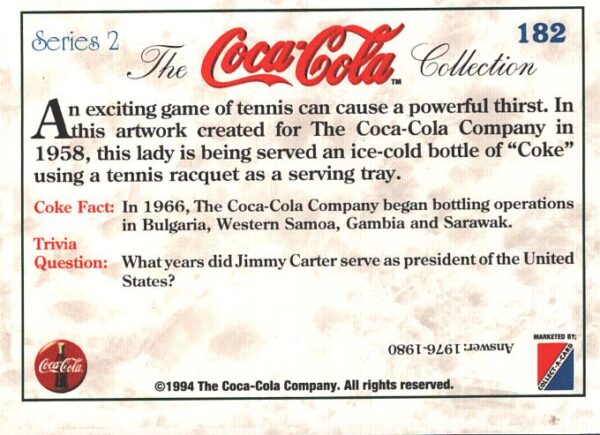 Series 2
182
The Coca-Cola™ Collection
An exciting game of tennis can cause a powerful thirst. In
this artwork created for The Coca-Cola Company in
1958, this lady is being served an ice-cold bottle of “Coke”
using a tennis racquet as a serving tray.
Coke Fact: In 1966, The Coca-Cola Company began bottling operations
in Bulgaria, Western Samoa, Gambia and Sarawak.
Trivia
Question: What years did Jimmy Carter serve as president of the United
States?
Answer: 1976-1980
MARKETED BY;
COLLECT-A-CARD
Coca-Cola
©1994 The Coca-Cola Company. All rights reserved.